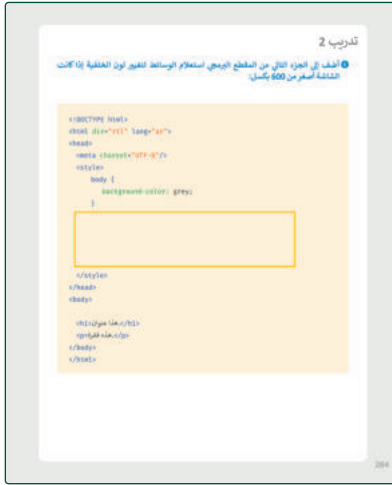 تدريب 2
أضف إلى الجزء التالي من المقطع البرمجي استعلام الوسائط لتغيير لون الخلفية إذا كانت
الشاشة أصغر من 600 بكسل:
<!DOCTYPE html>
<html dir="rtl" lang="ar">
<head>
<meta charset="UTF-8"/>
<style>
body {
background-color: grey;
}
</style>
</head>
<body>
<h1>هذا عنوان.</h1>
<p>هذه فقرة.</p>
</body>
</html>
284